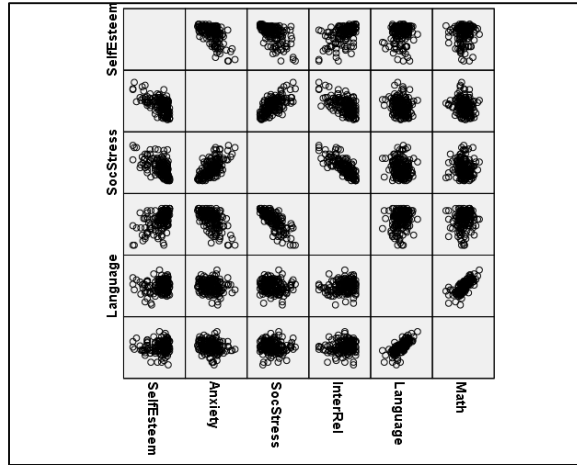 SelfEsteem
SocStress
Language
SelfEsteem
Anxiety
SocStress
InterRel
Language
Math